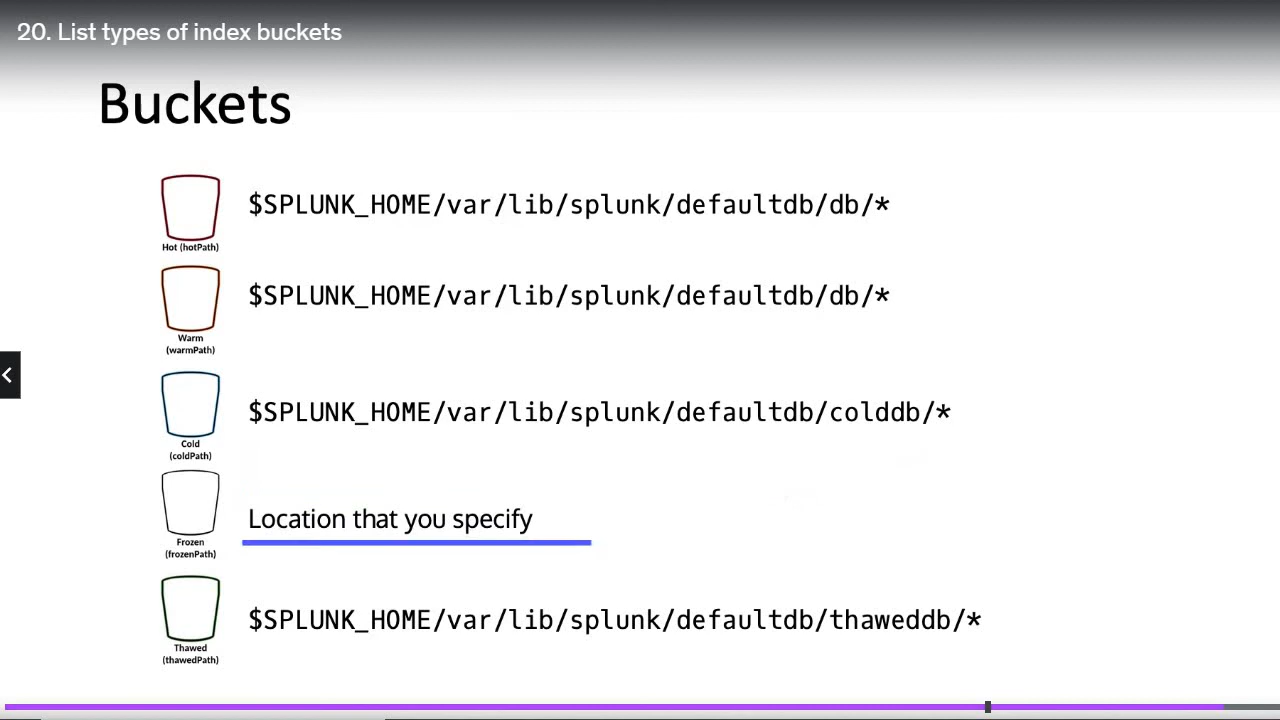 20. List types of index buckets
Buckets
$SPLUNK_HOME/var/lib/splunk/defaultdb/db/*
Hot (hotPath)
$SPLUNK_HOME/var/lib/splunk/defaultdb/db/*
Warm
(warmPath)
$SPLUNK_HOME/var/lib/splunk/defaultdb/colddb/*
Cold
(coldPath)
Location that you specify
Frozen
(frozenPath)
$SPLUNK_HOME/var/lib/splunk/defaultdb/thaweddb/*
Thawed
(thawedPath)